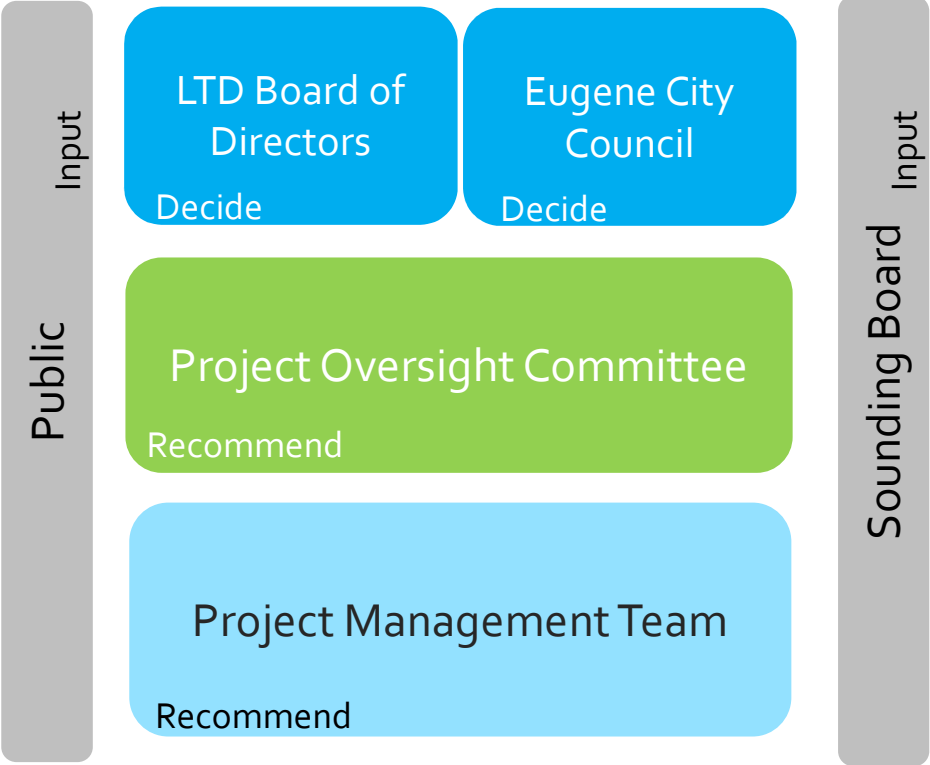 Public
Input
LTD Board of
Directors
Decide
Eugene City
Council
Decide
Project Oversight Committee
Recommend
Project Management Team
Recommend
Sounding Board
Input